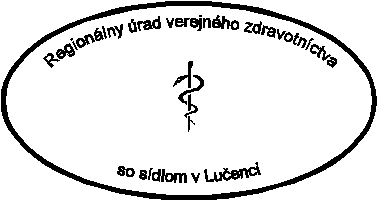 Regionálny úrad verejného zdravotníctva
so sídlom v Lučenci